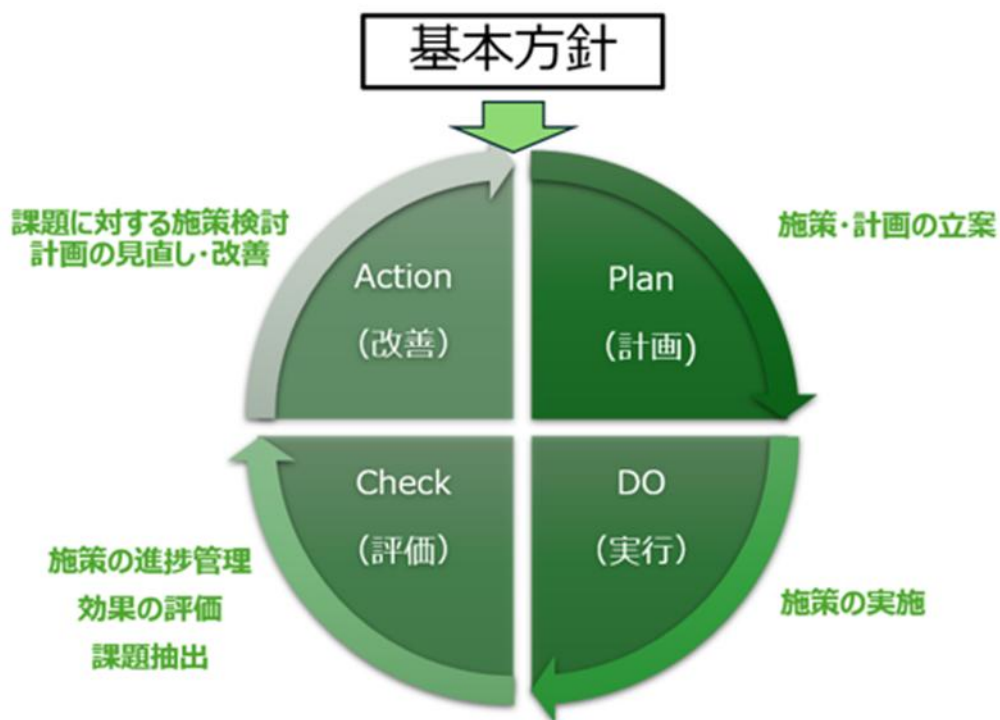 基本方針
課題に対する施策検討
計画の見直し・改善
Action
（改善）
Plan
（計画)
施策・計画の立案
Check
（評価）
DO
（実行）
施策の進捗管理
効果の評価
課題抽出
施策の実施